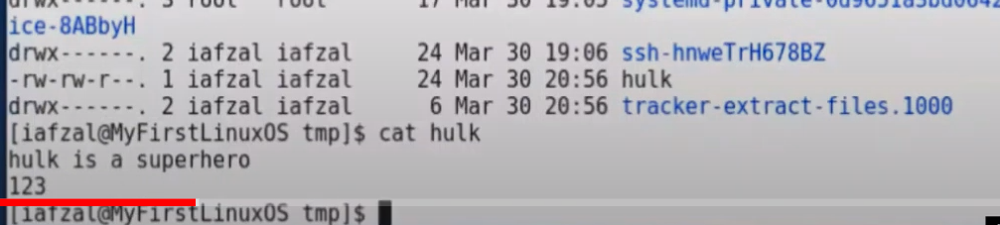 drwx------. 3 root root 17 Mar 30 19:05
ice-8ABbyH
drwx------. 2 iafzal iafzal 24 Mar 30 19:06 ssh-hnweTrH678BZ
-rw-rw-r--. 1 iafzal iafzal 24 Mar 30 20:56 hulk
drwx------. 2 iafzal iafzal 6 Mar 30 20:56 tracker-extract-files.1000
[iafzal@MyFirstLinuxOS tmp]$ cat hulk
hulk is a superhero
123
[iafzal@MyFirstLinuxOS tmp]$